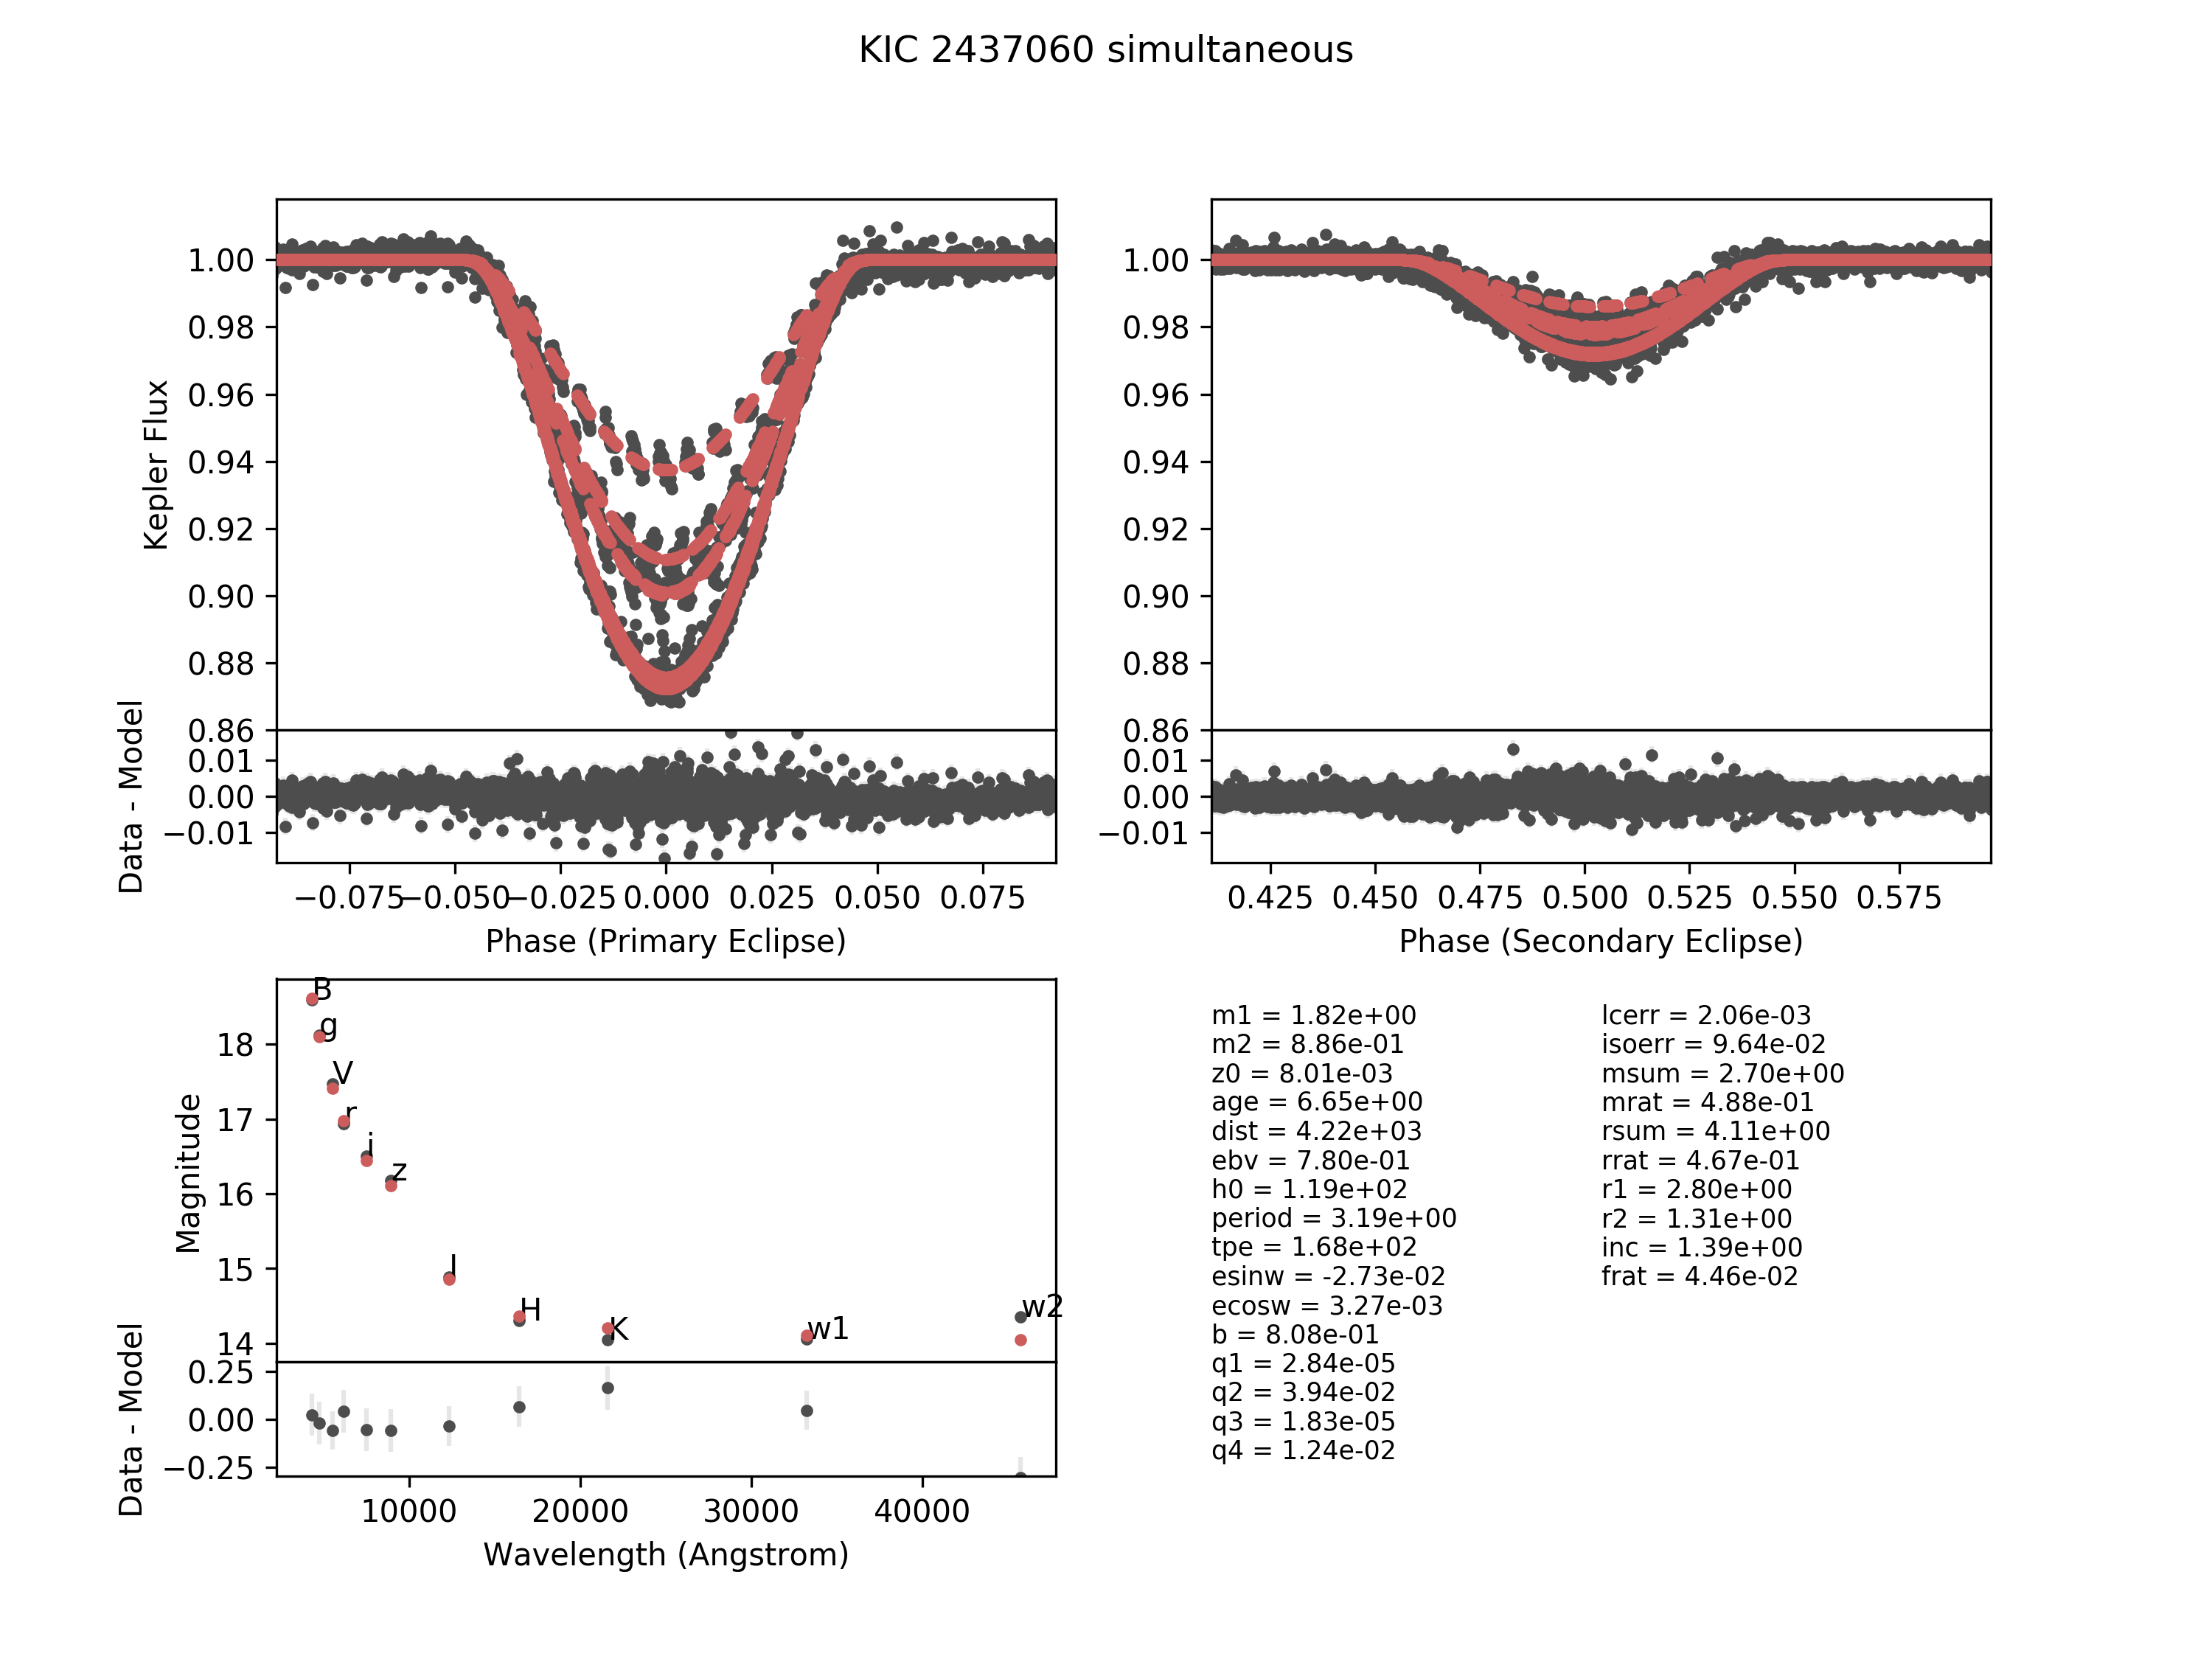 KIC 2437060 simultaneous
Kepler Flux
1.00
0.98
0.96
0.94
0.92
0.90
0.88
0.86
Data - Model
0.01
0.00
−0.01
−0.075 −0.050 −0.025 0.000 0.025 0.050 0.075
Phase (Primary Eclipse)
1.00
0.98
0.96
0.94
0.92
0.90
0.88
0.86
0.01
0.00
−0.01
0.425 0.450 0.475 0.500 0.525 0.550 0.575
Phase (Secondary Eclipse)
Magnitude
18
17
16
15
14
B
g
V
r
i
z
J
H
K
w1
w2
Data - Model
0.25
0.00
−0.25
10000 20000 30000 40000
Wavelength (Angstrom)
m1 = 1.82e+00
m2 = 8.86e-01
z0 = 8.01e-03
age = 6.65e+00
dist = 4.22e+03
ebv = 7.80e-01
h0 = 1.19e+02
period = 3.19e+00
tpe = 1.68e+02
esinw = -2.73e-02
ecosw = 3.27e-03
b = 8.08e-01
q1 = 2.84e-05
q2 = 3.94e-02
q3 = 1.83e-05
q4 = 1.24e-02
lcerr = 2.06e-03
isoerr = 9.64e-02
msum = 2.70e+00
mrat = 4.88e-01
rsum = 4.11e+00
rrat = 4.67e-01
r1 = 2.80e+00
r2 = 1.31e+00
inc = 1.39e+00
frat = 4.46e-02